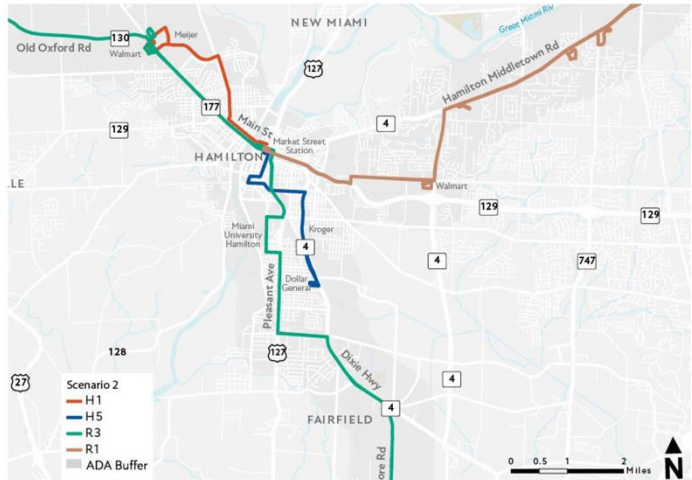 NEW MIAMI
Great Miami Riv
Meijer
130
Old Oxford Rd
Walmart
127
Hamilton Middletown Rd
177
4
Main St
129
Market Street
Station
HAMILTON
LE
Walmart
129
129
Miami
University
Hamilton
Kroger
4
4
747
Dollar
General
Pleasant Ave
128
127
Dixie Hwy
27
4
Scenario 2
H1
H5
R3
R1
ADA Buffer
4
FAIRFIELD
ore Rd
0 0.5 1 2
Miles
N